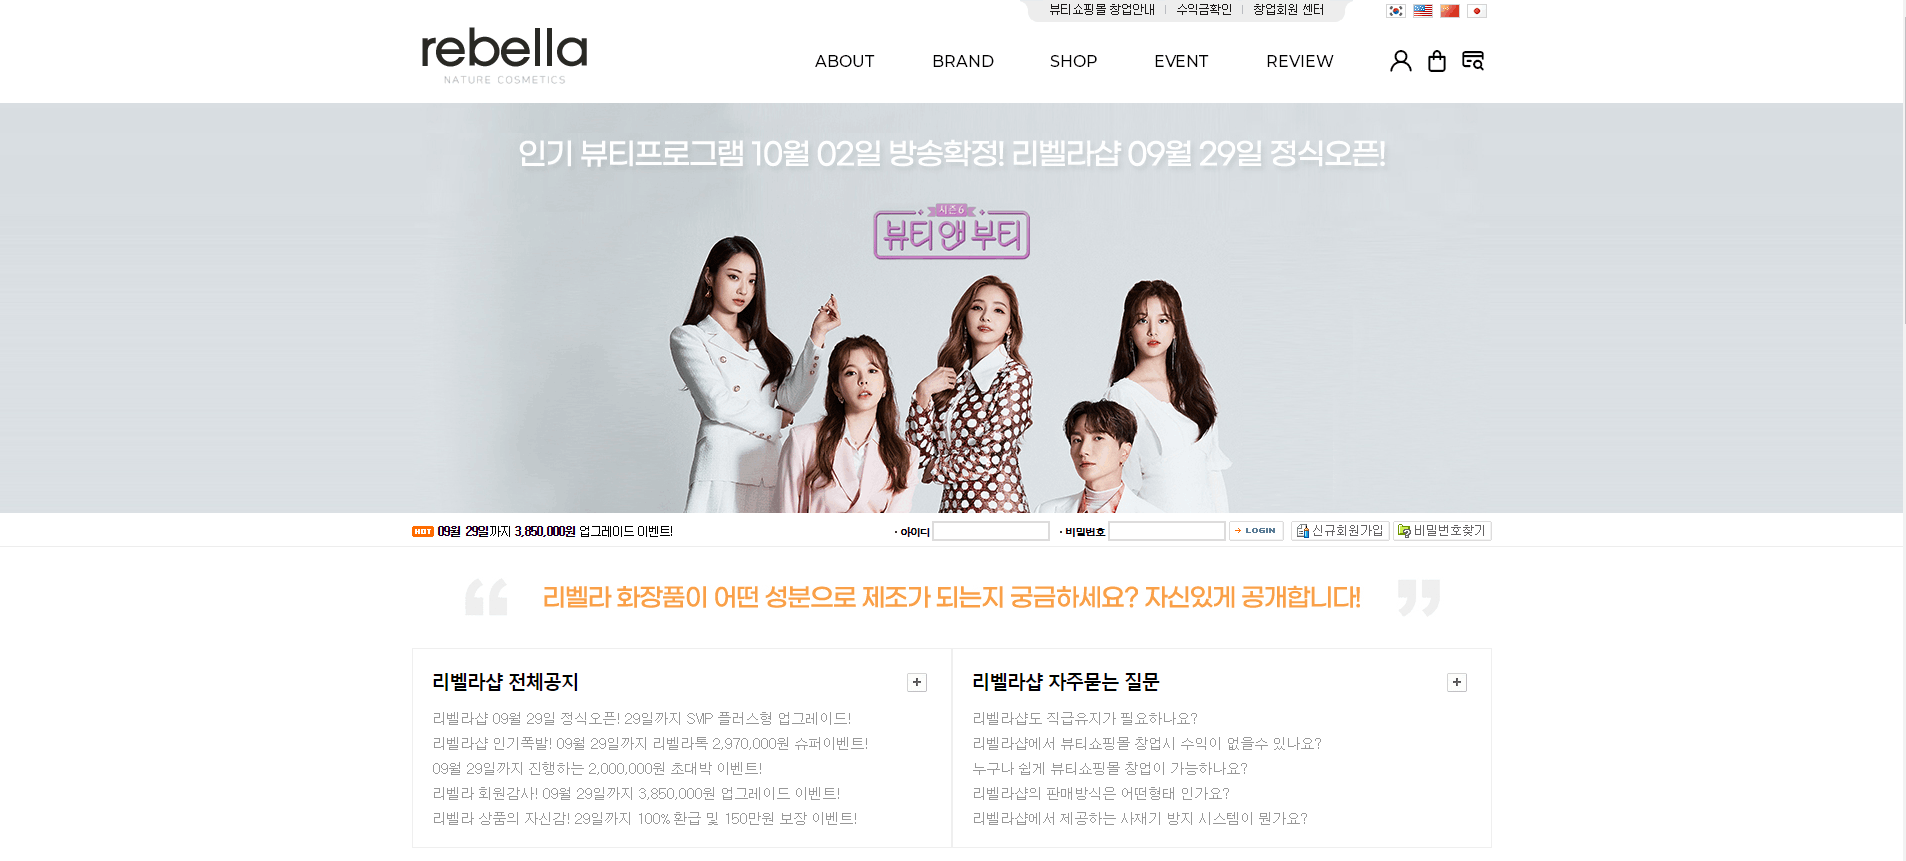 뷰티쇼핑몰 창업안내 | 수익금확인 | 창업회원 센터
rebella
NATURE COSMETICS
ABOUT BRAND SHOP EVENT REVIEW
인기 뷰티프로그램 10월 02일 방송확정! 리벨라샵 09월 29일 정식오픈!
시즌6
뷰티앤부티
HOT 09월 29일까지 3,850,000원 업그레이드 이벤트!
· 아이디 · 비밀번호 LOGIN 신규회원가입 비밀번호찾기
“ 리벨라 화장품이 어떤 성분으로 제조가 되는지 궁금하세요? 자신있게 공개합니다! ”
리벨라샵 전체공지
리벨라샵 09월 29일 정식오픈! 29일까지 SVIP 플러스형 업그레이드!
리벨라샵 인기폭발! 09월 29일까지 리벨라톡 2,970,000원 슈퍼이벤트!
09월 29일까지 진행하는 2,000,000원 초대박 이벤트!
리벨라 회원감사! 09월 29일까지 3,850,000원 업그레이드 이벤트!
리벨라 상품의 자신감! 29일까지 100% 환급 및 150만원 보장 이벤트!
리벨라샵 자주묻는 질문
리벨라샵도 직급유지가 필요하나요?
리벨라샵에서 뷰티쇼핑몰 창업시 수익이 없을수 있나요?
누구나 쉽게 뷰티쇼핑몰 창업이 가능하나요?
리벨라샵의 판매방식은 어떤형태 인가요?
리벨라샵에서 제공하는 사재기 방지 시스템이 뭔가요?